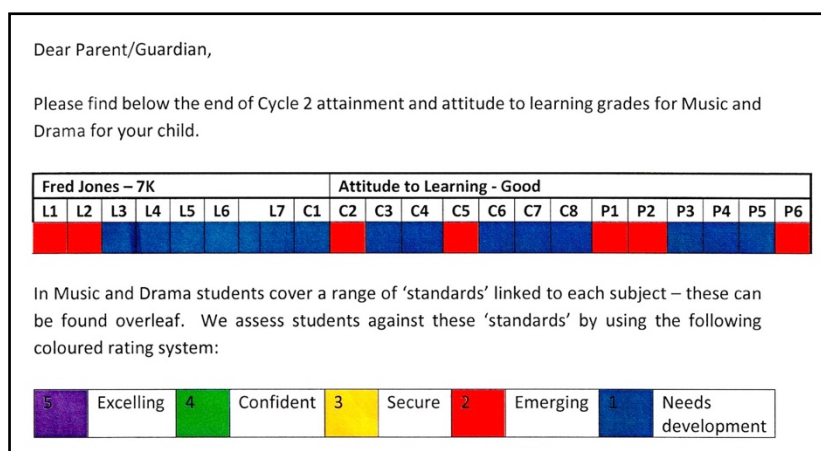 Dear Parent/Guardian,
Please find below the end of Cycle 2 attainment and attitude to learning grades for Music and
Drama for your child.
Fred Jones – 7K Attitude to Learning - Good
L1 L2 L3 L4 L5 L6 L7 C1 C2 C3 C4 C5 C6 C7 C8 P1 P2 P3 P4 P5 P6
In Music and Drama students cover a range of ‘standards’ linked to each subject – these can
be found overleaf. We assess students against these ‘standards’ by using the following
coloured rating system:
5 Excelling 4 Confident 3 Secure 2 Emerging 1 Needs
development